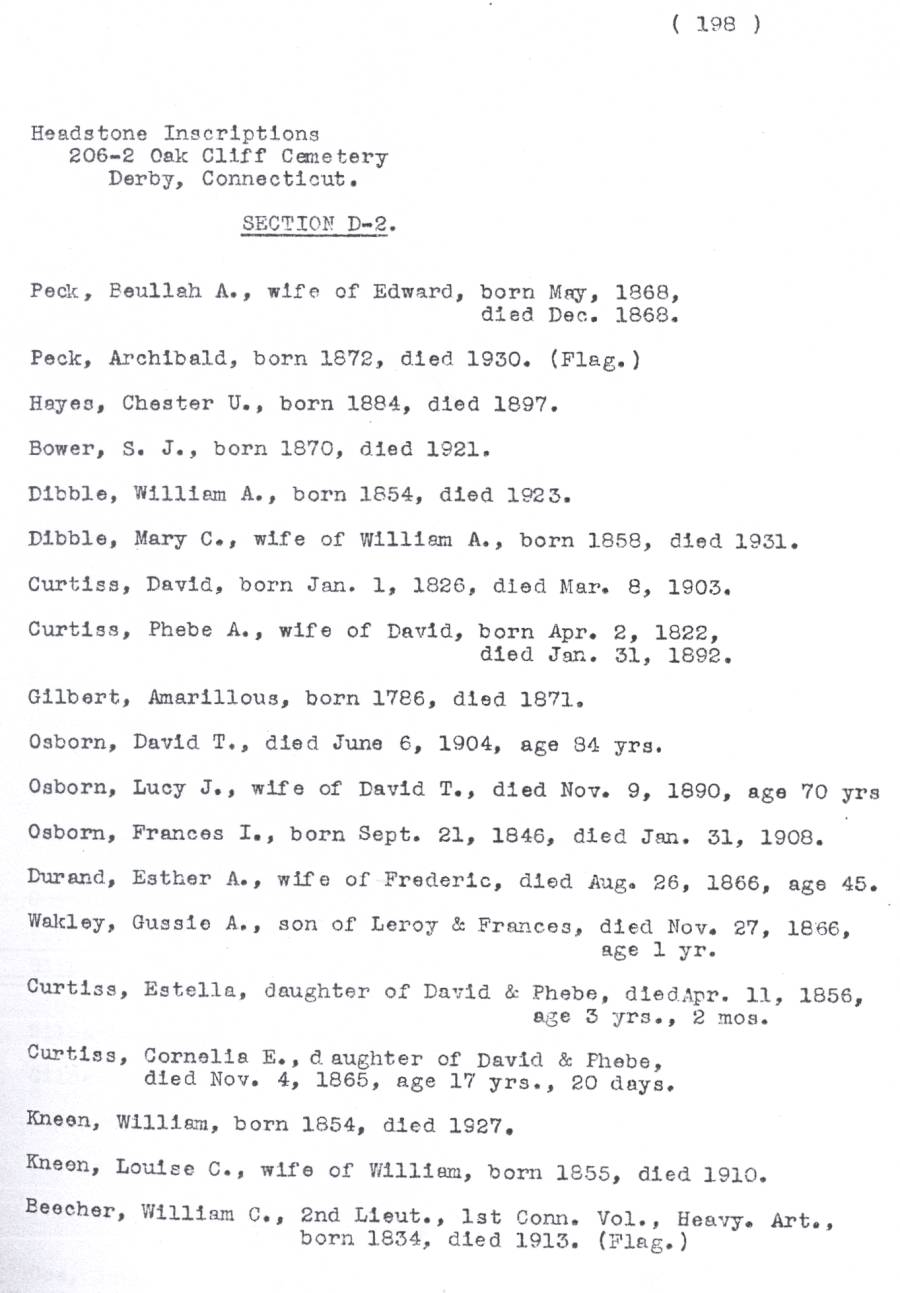 ( 198 )
Headstone Inscriptions
206-2 Oak Cliff Cemetery
Derby, Connecticut.
SECTION D-2.
Peck, Beullah A., wife of Edward, born May, 1868,
died Dec. 1868.
Peck, Archibald, born 1872, died 1930. (Flag.)
Hayes, Chester U., born 1884, died 1897.
Bower, S. J., born 1870, died 1921.
Dibble, William A., born 1854, died 1923.
Dibble, Mary C., wife of William A., born 1858, died 1931.
Curtiss, David, born Jan. 1, 1826, died Mar. 8, 1903.
Curtiss, Phebe A., wife of David, born Apr. 2, 1822,
died Jan. 31, 1892.
Gilbert, Amarillous, born 1786, died 1871.
Osborn, David T., died June 6, 1904, age 84 yrs.
Osborn, Lucy J., wife of David T., died Nov. 9, 1890, age 70 yrs
Osborn, Frances I., born Sept. 21, 1846, died Jan. 31, 1908.
Durand, Esther A., wife of Frederic, died Aug. 26, 1866, age 45.
Wakley, Gussie A., son of Leroy & Frances, died Nov. 27, 1866,
age 1 yr.
Curtiss, Estella, daughter of David & Phebe, died Apr. 11, 1856,
age 3 yrs., 2 mos.
Curtiss, Cornelia E., d aughter of David & Phebe,
died Nov. 4, 1865, age 17 yrs., 20 days.
Kneen, William, born 1854, died 1927.
Kneen, Louise C., wife of William, born 1855, died 1910.
Beecher, William C., 2nd Lieut., 1st Conn. Vol., Heavy. Art.,
born 1834, died 1913. (Flag.)